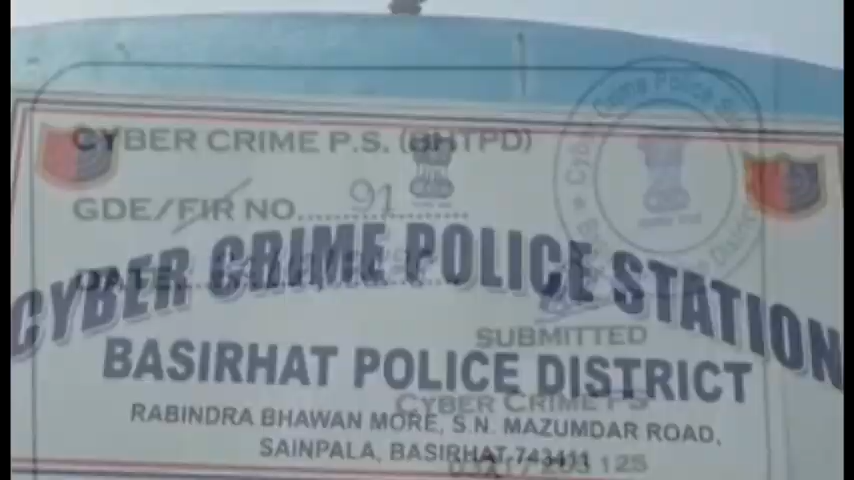 CYBER CRIME P.S. (BHTPD)
GDE/FIR NO. 91
CYBER CRIME POLICE STATION
SUBMITTED
BASIRHAT POLICE DISTRICT
CYBER CRIME PS
RABINDRA BHAWAN MORE, S.N. MAZUMDAR ROAD,
SAINPALA, BASIRHAT-743411